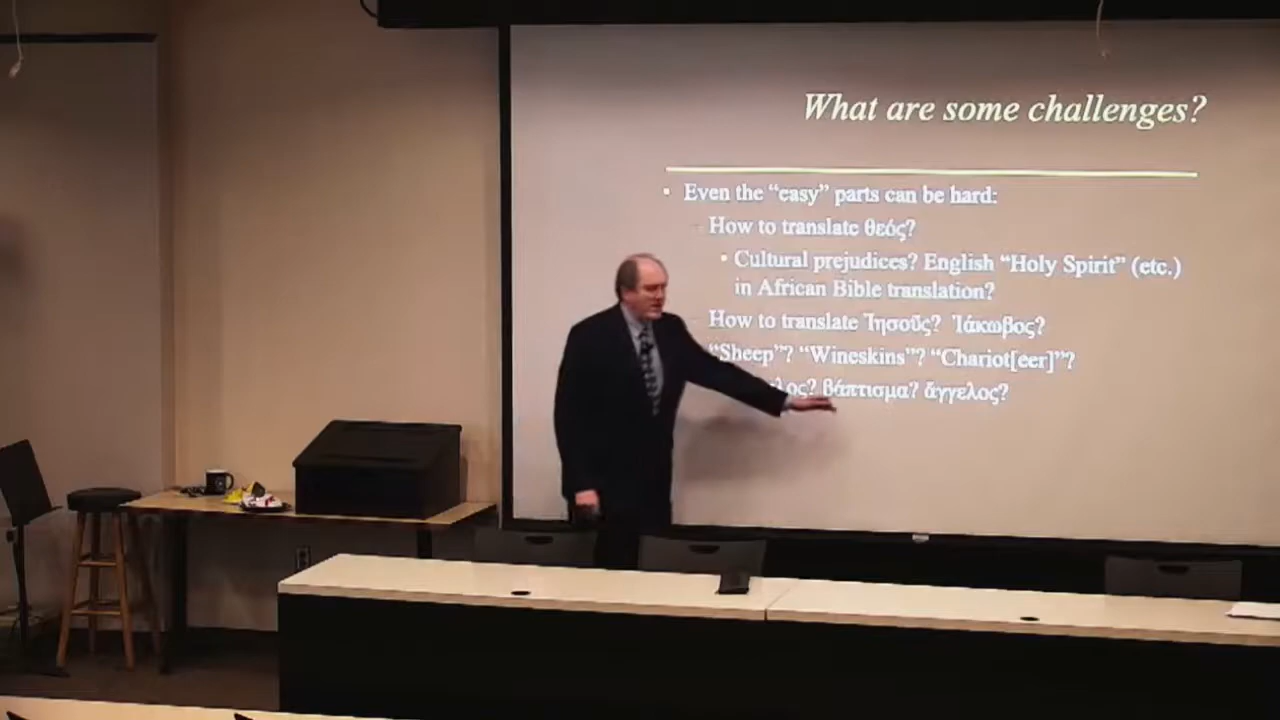 What are some challenges?
• Even the “easy” parts can be hard:
– How to translate θεός?
• Cultural prejudices? English “Holy Spirit” (etc.)
in African Bible translation?
How to translate Ἰησοῦς? Ἰάκωβος?
“Sheep”? “Wineskins”? “Chariot[eer]”?
βάπτισμα? ἄγγελος?